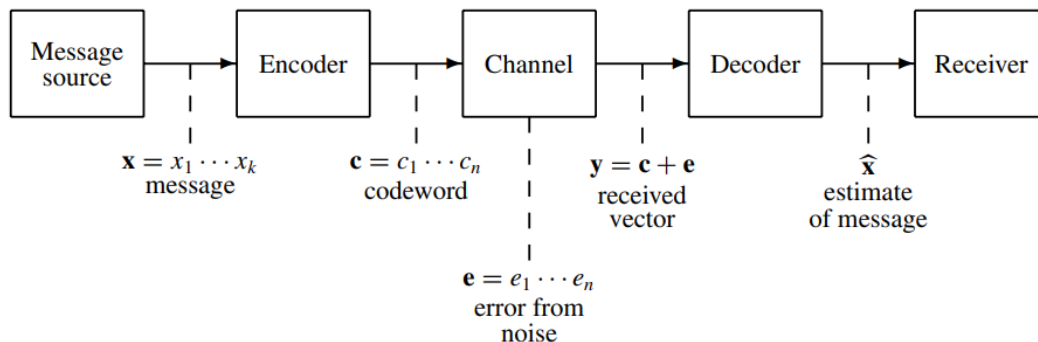 Message
source
Encoder
Channel
Decoder
Receiver
x = x₁ ⋯ xₖ
message
c = c₁ ⋯ cₙ
codeword
y = c + e
received
vector
x̂
estimate
of message
e = e₁ ⋯ eₙ
error from
noise